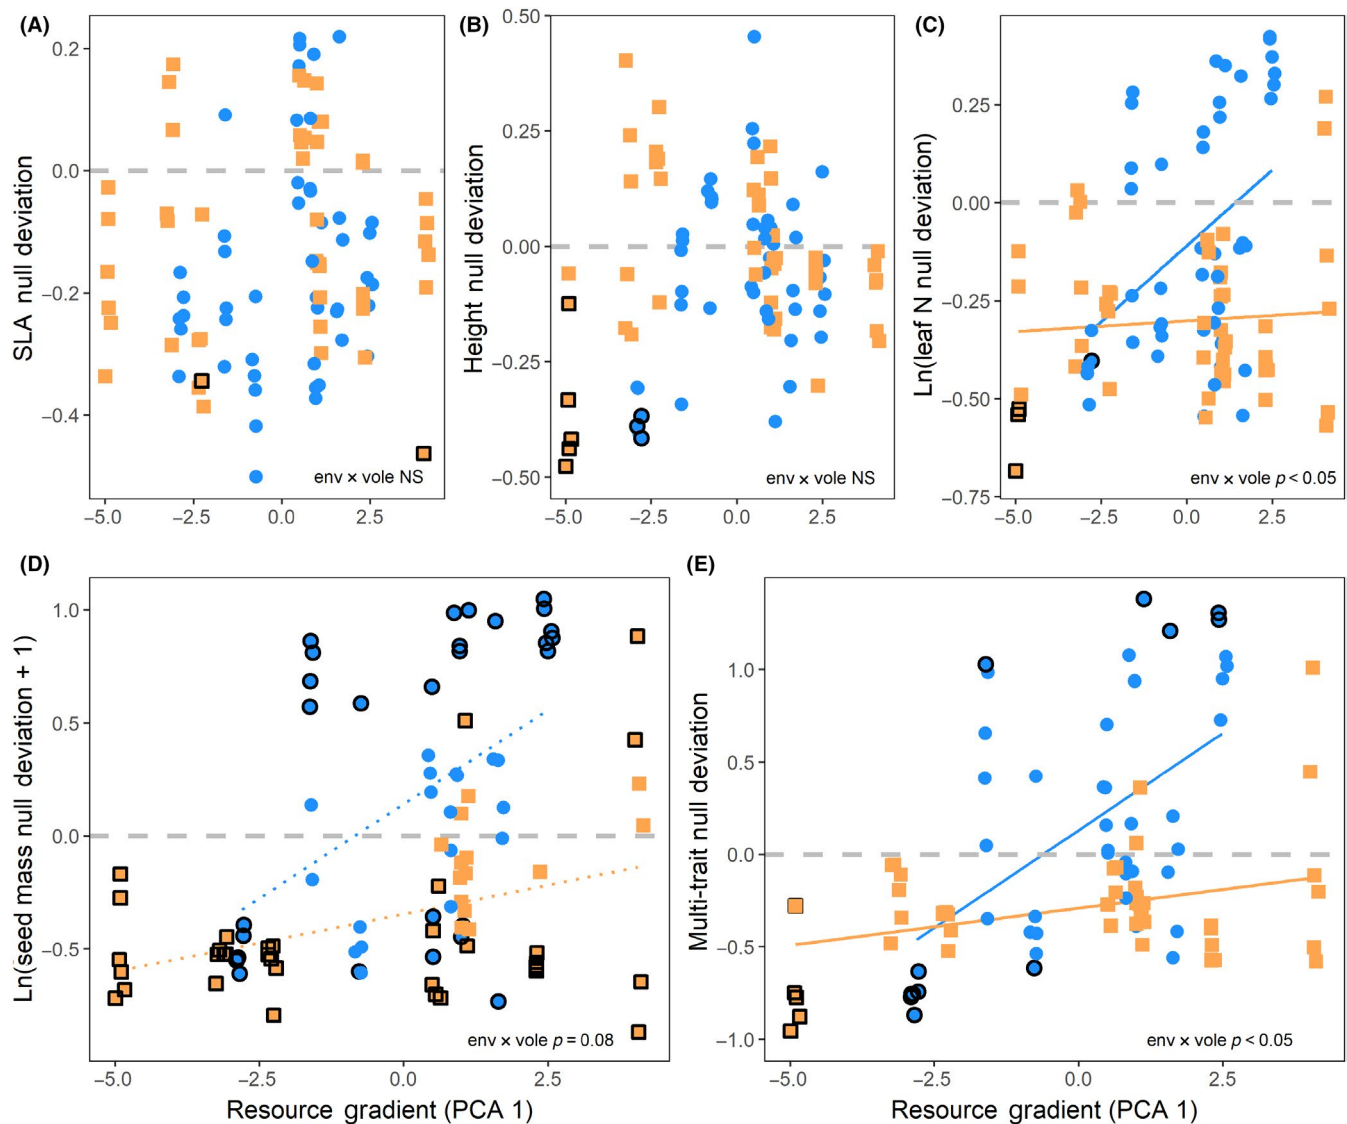 (A)
0.2
0.0
−0.2
−0.4
SLA null deviation
env × vole NS
−5.0 −2.5 0.0 2.5
(B)
0.50
0.25
0.00
−0.25
−0.50
Height null deviation
env × vole NS
−5.0 −2.5 0.0 2.5
(C)
0.25
0.00
−0.25
−0.50
−0.75
Ln(leaf N null deviation)
env × vole p < 0.05
−5.0 −2.5 0.0 2.5
(D)
1.0
0.5
0.0
−0.5
Ln(seed mass null deviation + 1)
env × vole p = 0.08
−5.0 −2.5 0.0 2.5
Resource gradient (PCA 1)
(E)
1.0
0.5
0.0
−0.5
−1.0
Multi-trait null deviation
env × vole p < 0.05
−5.0 −2.5 0.0 2.5
Resource gradient (PCA 1)